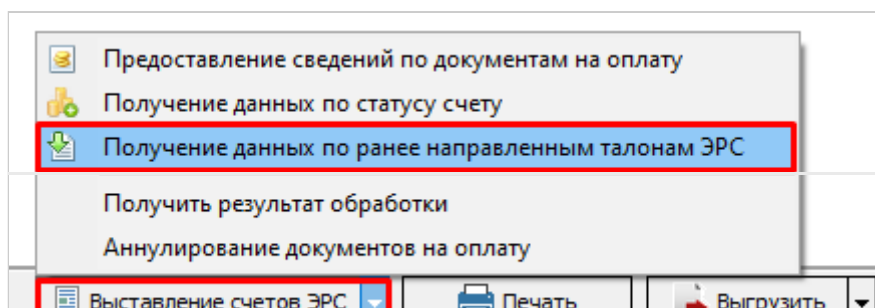 Предоставление сведений по документам на оплату
Получение данных по статусу счету
Получение данных по ранее направленным талонам ЭРС
Получить результат обработки
Аннулирование документов на оплату
Выставление счетов ЭРС Печать Выгрузить